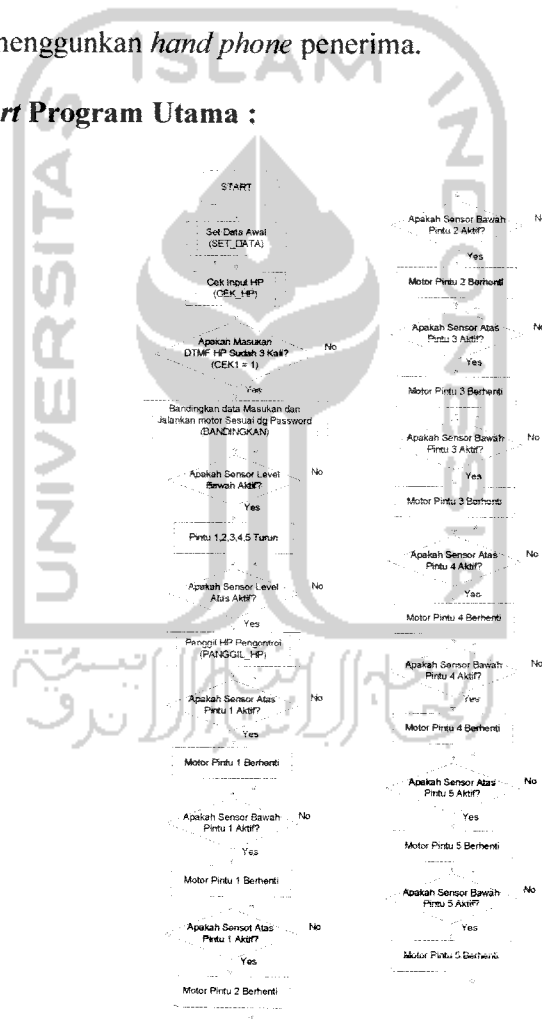 menggunkan hand phone penerima.
rt Program Utama :
START
Set Data Awal
(SET_DATA)
Cek Input HP
(CEK_HP)
Apakah Masukan
DTMF HP Sudah 3 Kali?
(CEK1 = 1)
No
Yes
Bandingkan data Masukan dan
Jalankan motor Sesuai dg Password
(BANDINGKAN)
Apakah Sensor Level
Bawah Aktif?
No
Yes
Pintu 1,2,3,4,5 Turun
Apakah Sensor Level
Atas Aktif?
No
Yes
Panggil HP Pengontrol
(PANGGIL_HP)
Apakah Sensor Atas
Pintu 1 Aktif?
No
Yes
Motor Pintu 1 Berhenti
Apakah Sensor Bawah
Pintu 1 Aktif?
No
Yes
Motor Pintu 1 Berhenti
Apakah Sensot Atas
Pintu 1 Aktif?
No
Yes
Motor Pintu 2 Berhenti
Apakah Sensor Bawah
Pintu 2 Aktif?
N
Yes
Motor Pintu 2 Berhenti
Apakah Sensor Atas
Pintu 3 Aktif?
No
Yes
Motor Pintu 3 Berhenti
Apakah Sensor Bawah
Pintu 3 Aktif?
No
Yes
Motor Pintu 3 Berhenti
Apakah Sensor Atas
Pintu 4 Aktif?
No
Yes
Motor Pintu 4 Berhenti
Apakah Sensor Bawah
Pintu 4 Aktif?
No
Yes
Motor Pintu 4 Berhenti
Apakah Sensor Atas
Pintu 5 Aktif?
No
Yes
Motor Pintu 5 Berhenti
Apakah Sensor Bawah
Pintu 5 Aktif?
No
Yes
Motor Pintu 5 Berhenti
UNIVERSITAS
ISLAM
INDONESIA